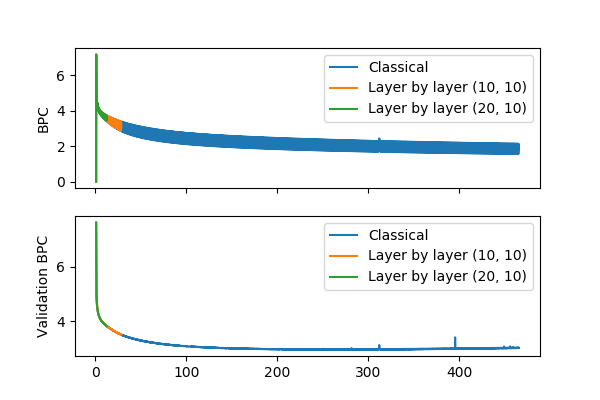 6
4
2
0
BPC
Classical
Layer by layer (10, 10)
Layer by layer (20, 10)
6
4
Validation BPC
Classical
Layer by layer (10, 10)
Layer by layer (20, 10)
0 100 200 300 400